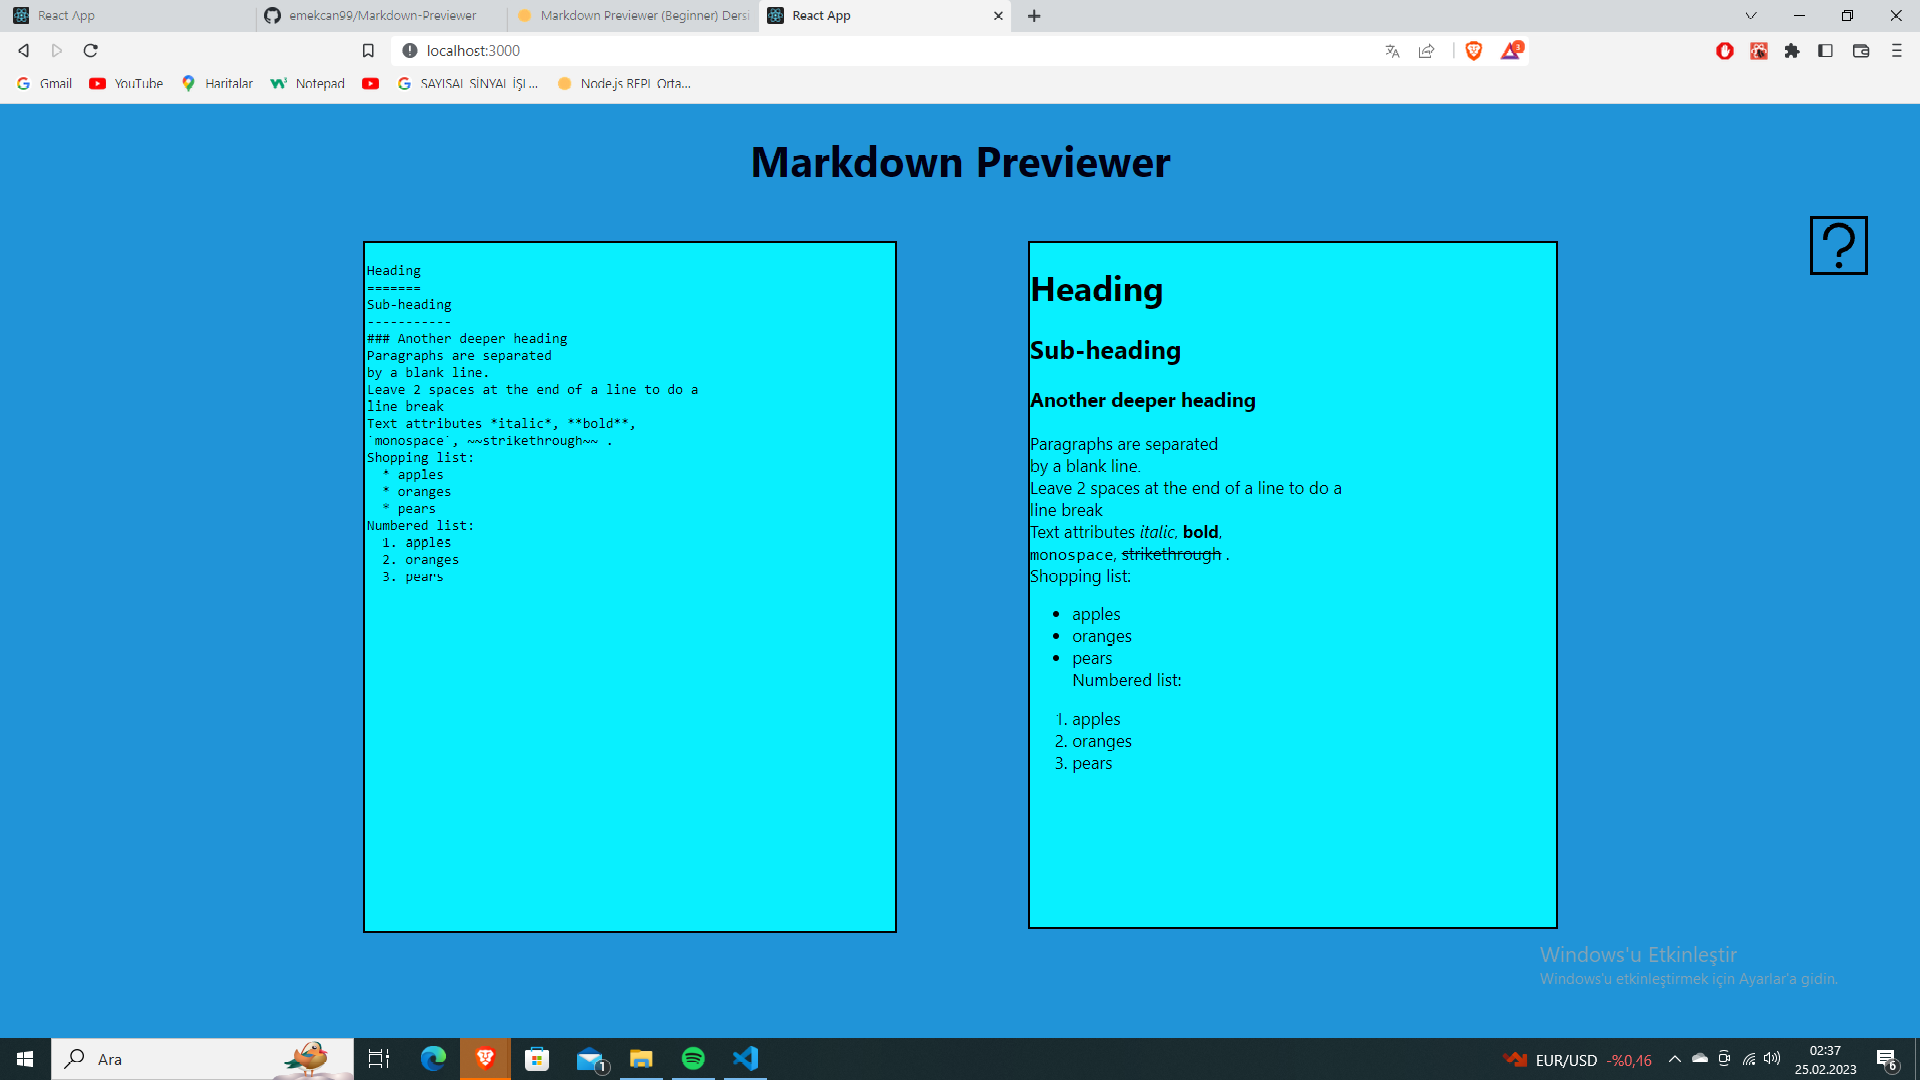 React App
emekcan99/Markdown-Previewer
Markdown Previewer (Beginner) Dersi
React App
localhost:3000
3
Gmail
YouTube
Haritalar
Notepad
SAYISAL SİNYAL İŞL...
Node.js REPL Orta...
Markdown Previewer
?
Heading
=======
Sub-heading
-----------
### Another deeper heading
Paragraphs are separated
by a blank line.
Leave 2 spaces at the end of a line to do a
line break
Text attributes *italic*, **bold**,
`monospace`, ~~strikethrough~~ .
Shopping list:
* apples
* oranges
* pears
Numbered list:
1. apples
2. oranges
3. pears
Heading
Sub-heading
Another deeper heading
Paragraphs are separated
by a blank line.
Leave 2 spaces at the end of a line to do a
line break
Text attributes italic, bold,
monospace, strikethrough .
Shopping list:
• apples
• oranges
• pears
Numbered list:
1. apples
2. oranges
3. pears
Windows'u Etkinleştir
Windows'u etkinleştirmek için Ayarlar'a gidin.
Ara
1
EUR/USD -%0,46
02:37
25.02.2023
6